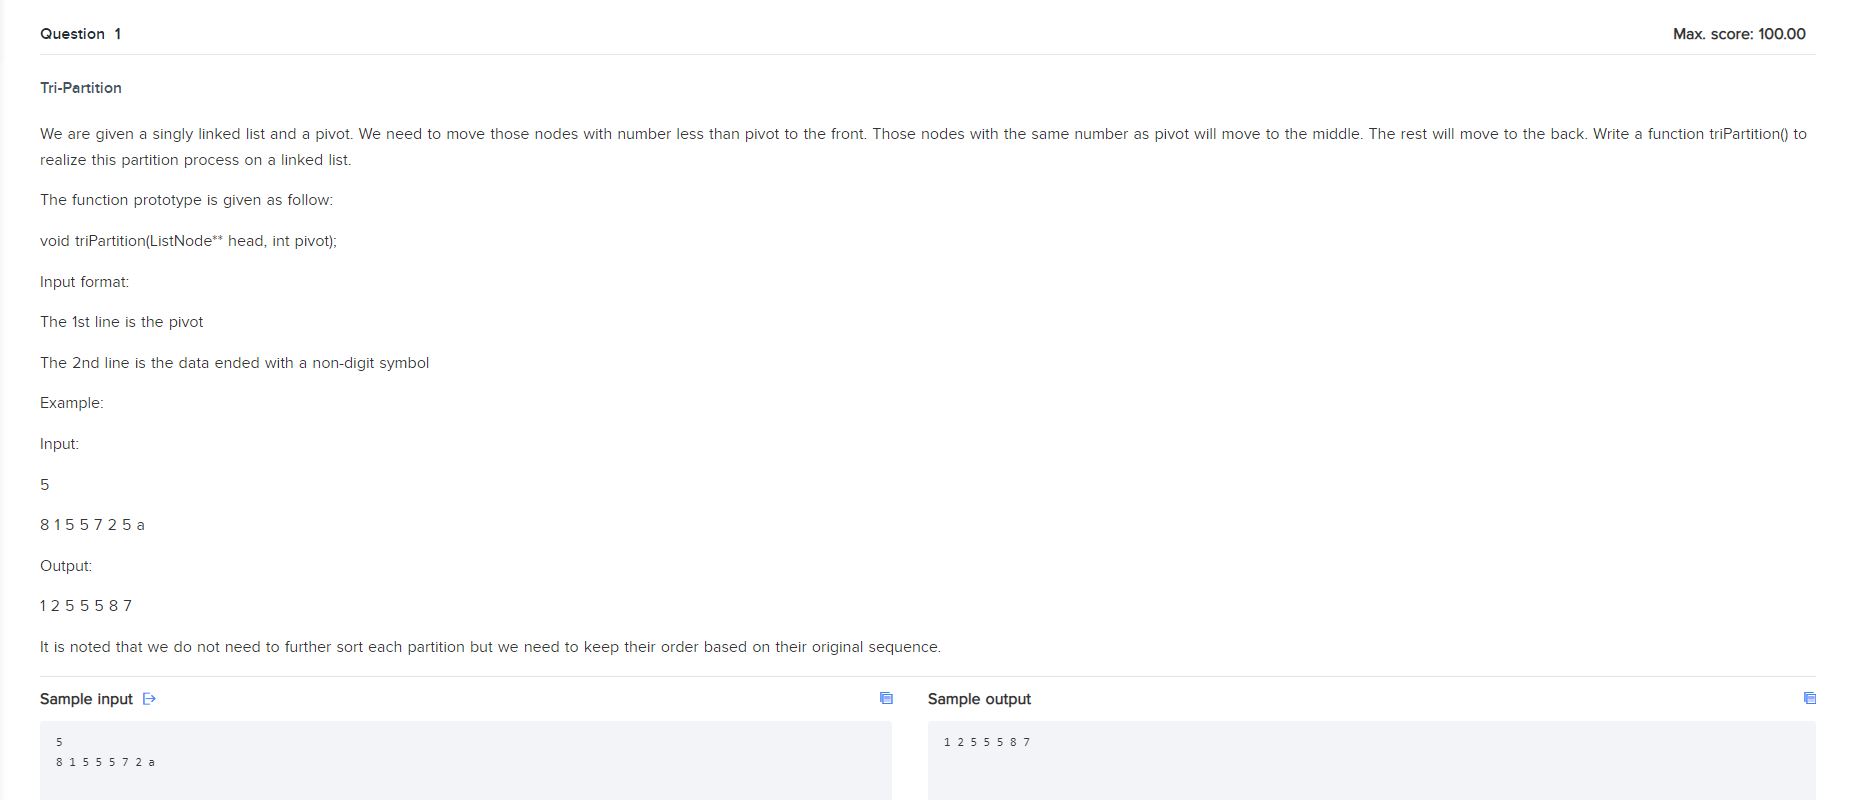 Question 1
Max. score: 100.00
Tri-Partition
We are given a singly linked list and a pivot. We need to move those nodes with number less than pivot to the front. Those nodes with the same number as pivot will move to the middle. The rest will move to the back. Write a function triPartition() to
realize this partition process on a linked list.
The function prototype is given as follow:
void triPartition(ListNode** head, int pivot);
Input format:
The 1st line is the pivot
The 2nd line is the data ended with a non-digit symbol
Example:
Input:
5
8 1 5 5 7 2 5 a
Output:
1 2 5 5 5 8 7
It is noted that we do not need to further sort each partition but we need to keep their order based on their original sequence.
Sample input
5
8 1 5 5 5 7 2 a
Sample output
1 2 5 5 5 8 7